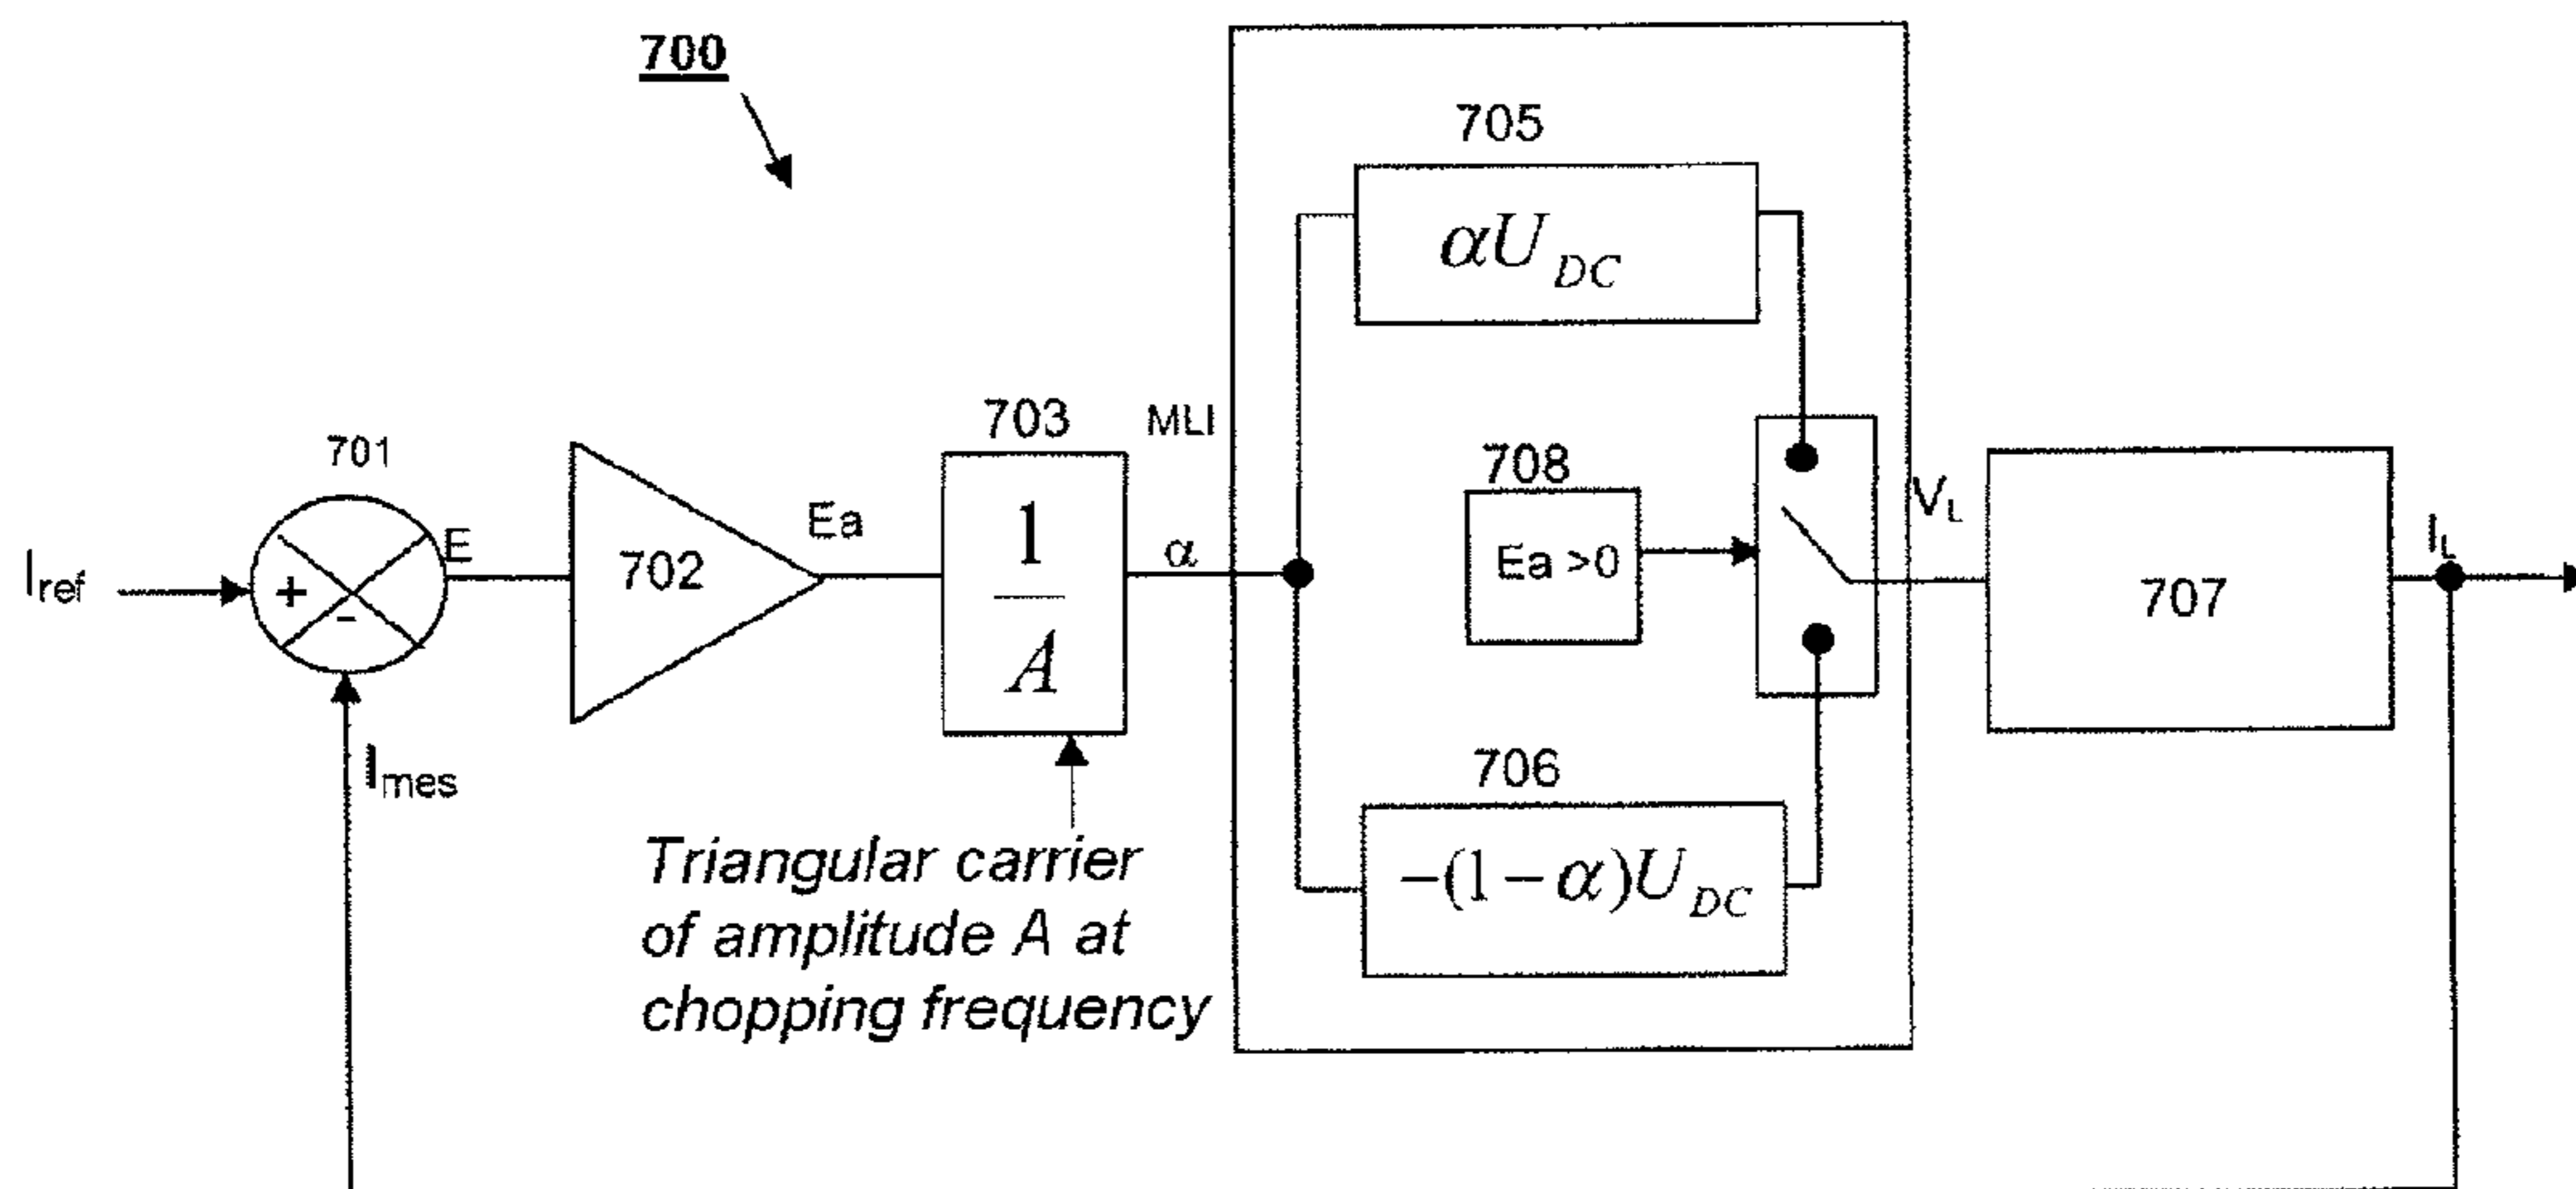 700
705
αU_DC
703
MLI
701
708
V_L
E
702
Ea
1
A
α
Ea >0
I_L
I_ref
+
-
707
I_mes
706
Triangular carrier
of amplitude A at
chopping frequency
-(1-α)U_DC